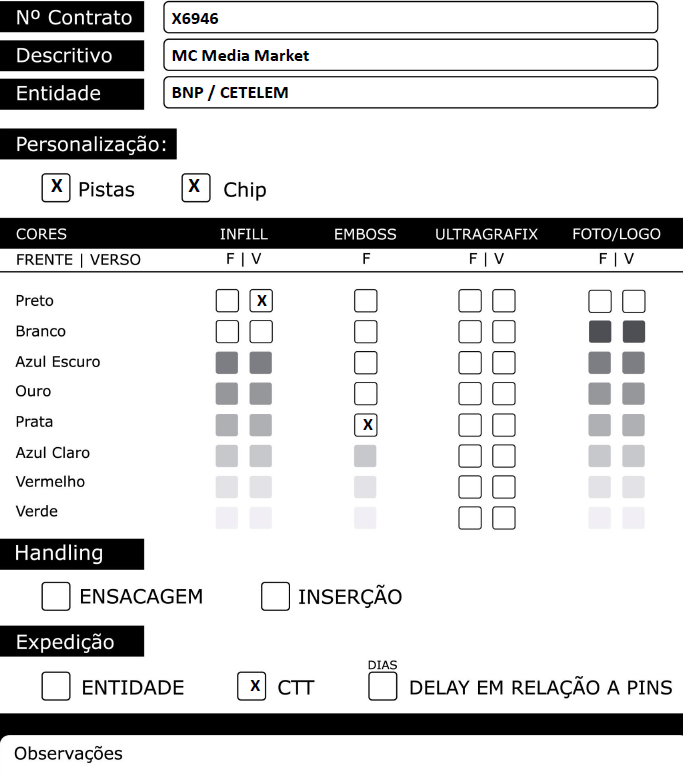 Nº Contrato X6946
Descritivo MC Media Market
Entidade BNP / CETELEM
Personalização:
X Pistas X Chip
CORES INFILL EMBOSS ULTRAGRAFIX FOTO/LOGO
FRENTE | VERSO F | V F F | V F | V
Preto X
Branco
Azul Escuro
Ouro
Prata X
Azul Claro
Vermelho
Verde
Handling
ENSACAGEM INSERÇÃO
Expedição
DIAS
ENTIDADE X CTT DELAY EM RELAÇÃO A PINS
Observações